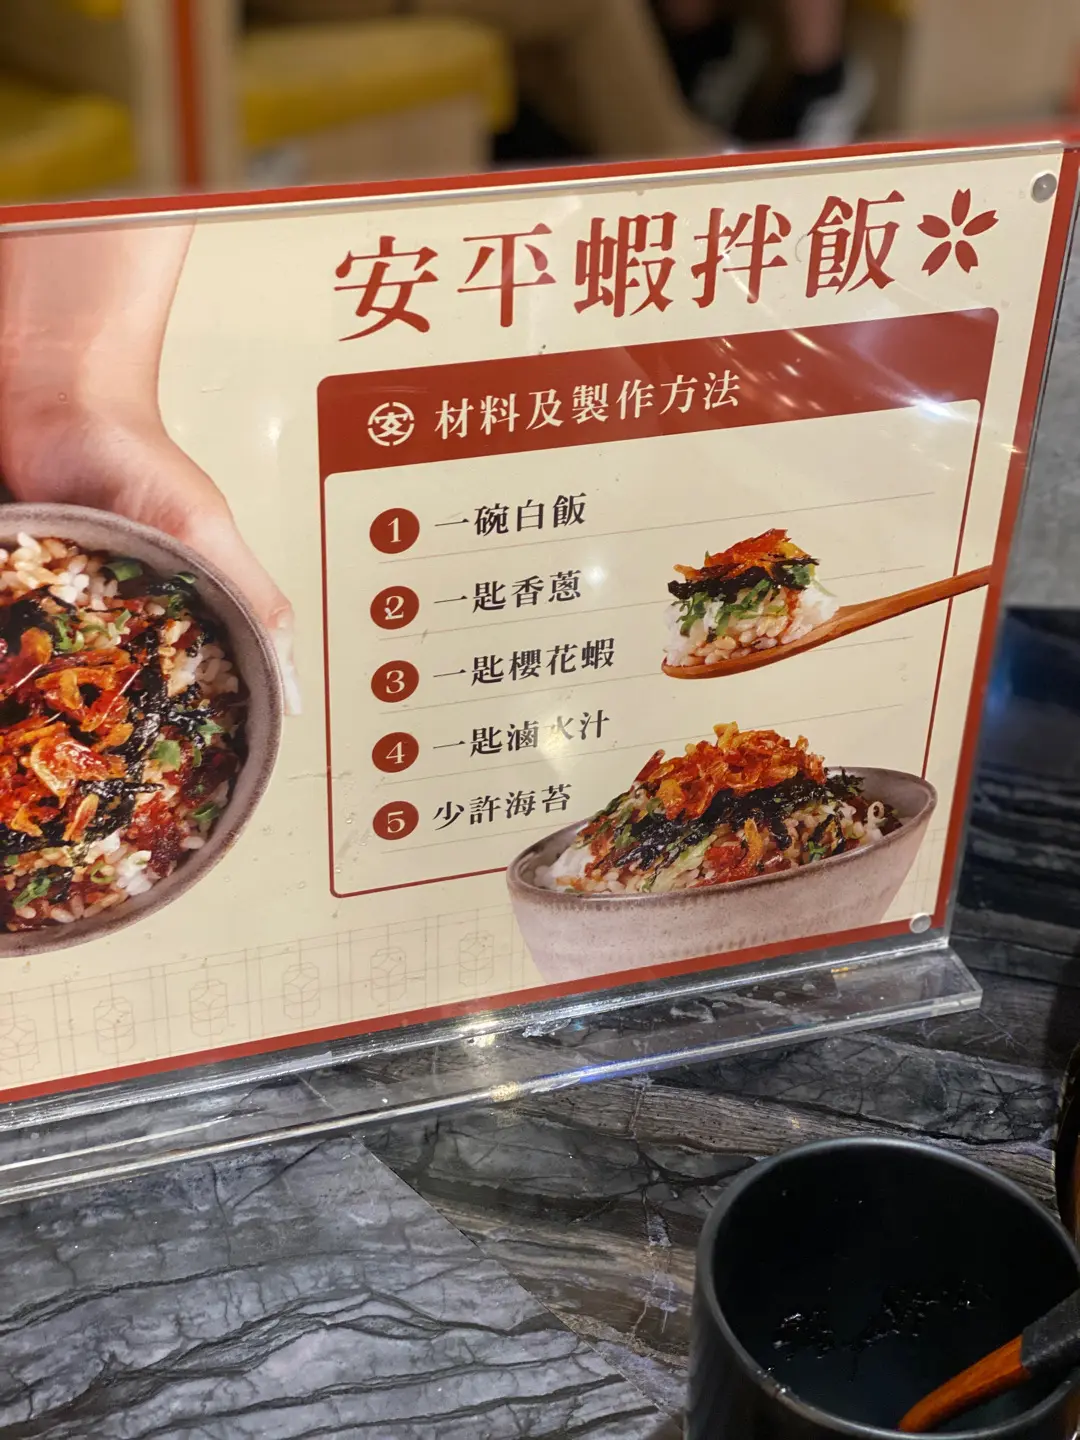 安平蝦拌飯
安 材料及製作方法
1 一碗白飯
2 一匙香蔥
3 一匙櫻花蝦
4 一匙滷水汁
5 少許海苔